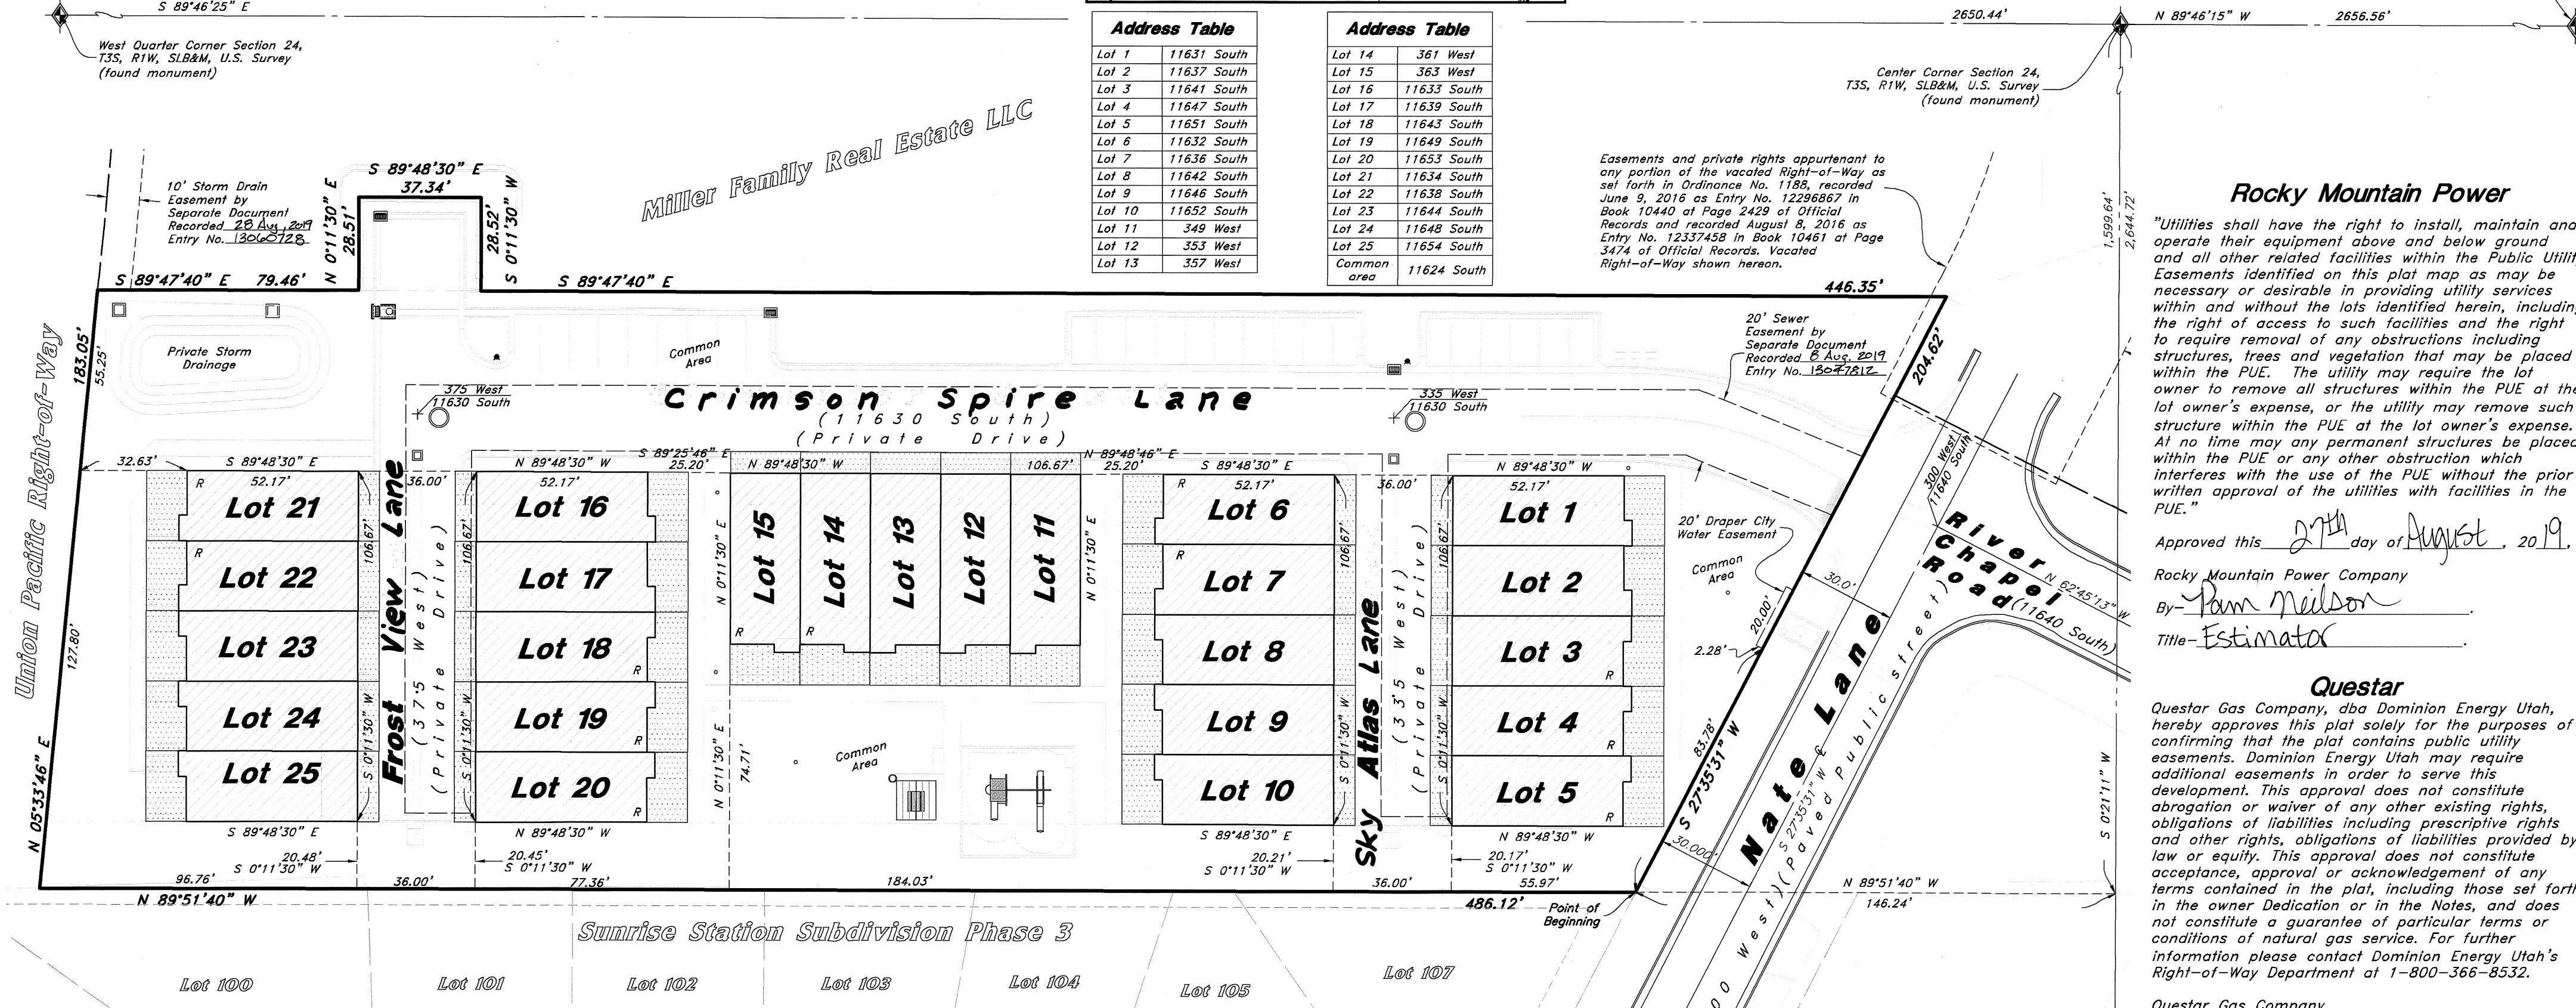 S 89°46'25" E
2650.44'
N 89°46'15" W
2656.56'
West Quarter Corner Section 24,
T3S, R1W, SLB&M, U.S. Survey
(found monument)
Address Table
Lot 1 11631 South
Lot 2 11637 South
Lot 3 11641 South
Lot 4 11647 South
Lot 5 11651 South
Lot 6 11632 South
Lot 7 11636 South
Lot 8 11642 South
Lot 9 11646 South
Lot 10 11652 South
Lot 11 349 West
Lot 12 353 West
Lot 13 357 West
Address Table
Lot 14 361 West
Lot 15 363 West
Lot 16 11633 South
Lot 17 11639 South
Lot 18 11643 South
Lot 19 11649 South
Lot 20 11653 South
Lot 21 11634 South
Lot 22 11638 South
Lot 23 11644 South
Lot 24 11648 South
Lot 25 11654 South
Common
area
11624 South
Center Corner Section 24,
T3S, R1W, SLB&M, U.S. Survey
(found monument)
Miller Family Real Estate LLC
10' Storm Drain
Easement by
Separate Document
Recorded 28 Aug, 2019
Entry No. 13060728
N 0°11'30" E
28.51'
S 89°48'30" E
37.34'
28.52'
S 0°11'30" W
S 89°47'40" E 79.46'
S 89°47'40" E
446.35'
Easements and private rights appurtenant to
any portion of the vacated Right-of-Way as
set forth in Ordinance No. 1188, recorded
June 9, 2016 as Entry No. 12296867 in
Book 10440 at Page 2429 of Official
Records and recorded August 8, 2016 as
Entry No. 12337458 in Book 10461 at Page
3474 of Official Records. Vacated
Right-of-Way shown hereon.
1,599.64'
2,644.72'
20' Sewer
Easement by
Separate Document
Recorded 8 Aug. 2019
Entry No. 13047812
204.62'
Union Pacific Right-of-Way
183.05'
55.25'
127.80'
N 05°33'46" E
Private Storm
Drainage
Common
Area
375 West
11630 South
Crimson Spire Lane
(11630 South)
(Private Drive)
335 West
11630 South
300 West
11640 South
32.63'
S 89°48'30" E
52.17'
36.00'
N 89°48'30" W
52.17'
S 89°25'46" E
25.20'
N 89°48'30" W
106.67'
N 89°48'46" E
25.20'
S 89°48'30" E
52.17'
36.00'
N 89°48'30" W
52.17'
R
Lot 21
R
Lot 22
Lot 23
Lot 24
Lot 25
106.67'
S 0°11'30" W
Frost View Lane
(375 West)
(Private Drive)
106.67'
S 0°11'30" W
Lot 16
Lot 17
Lot 18
R
Lot 19
R
Lot 20
R
N 0°11'30" E
Lot 15
R
Lot 14
R
Lot 13
Lot 12
Lot 11
N 0°11'30" E
N 0°11'30" E
74.71'
Common
Area
R
Lot 6
R
Lot 7
Lot 8
Lot 9
Lot 10
106.67'
S 0°11'30" W
Sky Atlas Lane
(335 West)
(Private Drive)
106.67'
S 0°11'30" W
Lot 1
Lot 2
Lot 3
R
Lot 4
R
Lot 5
R
20' Draper City
Water Easement
Common
Area
20.00'
2.28'
30.0'
83.78'
S 27°35'31" W
30.000'
Nate Lane
S 27°35'31" W
(Paved Public street)
00 West)
River
Chapel
Road
(11640 South)
N 62°45'13" W
S 0°21'11" W
S 89°48'30" E
N 89°48'30" W
S 89°48'30" E
N 89°48'30" W
20.48'
S 0°11'30" W
20.45'
S 0°11'30" W
20.21'
S 0°11'30" W
20.17'
S 0°11'30" W
96.76'
36.00'
77.36'
184.03'
36.00'
55.97'
N 89°51'40" W
486.12'
Point of
Beginning
N 89°51'40" W
146.24'
Sunrise Station Subdivision Phase 3
Lot 100
Lot 101
Lot 102
Lot 103
Lot 104
Lot 105
Lot 107
Rocky Mountain Power
"Utilities shall have the right to install, maintain and
operate their equipment above and below ground
and all other related facilities within the Public Utilit
Easements identified on this plat map as may be
necessary or desirable in providing utility services
within and without the lots identified herein, including
the right of access to such facilities and the right
to require removal of any obstructions including
structures, trees and vegetation that may be placed
within the PUE. The utility may require the lot
owner to remove all structures within the PUE at the
lot owner's expense, or the utility may remove such
structure within the PUE at the lot owner's expense.
At no time may any permanent structures be placed
within the PUE or any other obstruction which
interferes with the use of the PUE without the prior
written approval of the utilities with facilities in the
PUE."
Approved this 27th day of August, 2019.
Rocky Mountain Power Company
By- Pam Neilson.
Title- Estimator.
Questar
Questar Gas Company, dba Dominion Energy Utah,
hereby approves this plat solely for the purposes of
confirming that the plat contains public utility
easements. Dominion Energy Utah may require
additional easements in order to serve this
development. This approval does not constitute
abrogation or waiver of any other existing rights,
obligations of liabilities including prescriptive rights
and other rights, obligations of liabilities provided by
law or equity. This approval does not constitute
acceptance, approval or acknowledgement of any
terms contained in the plat, including those set forth
in the owner Dedication or in the Notes, and does
not constitute a guarantee of particular terms or
conditions of natural gas service. For further
information please contact Dominion Energy Utah's
Right-of-Way Department at 1-800-366-8532.
Questar Gas Company